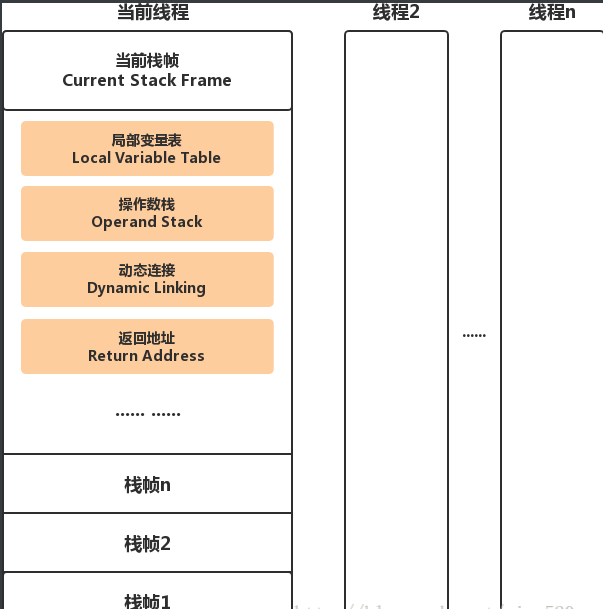 当前线程
线程2
线程n
当前栈帧
Current Stack Frame
局部变量表
Local Variable Table
操作数栈
Operand Stack
动态连接
Dynamic Linking
返回地址
Return Address
...... ......
......
栈帧n
栈帧2
栈帧1